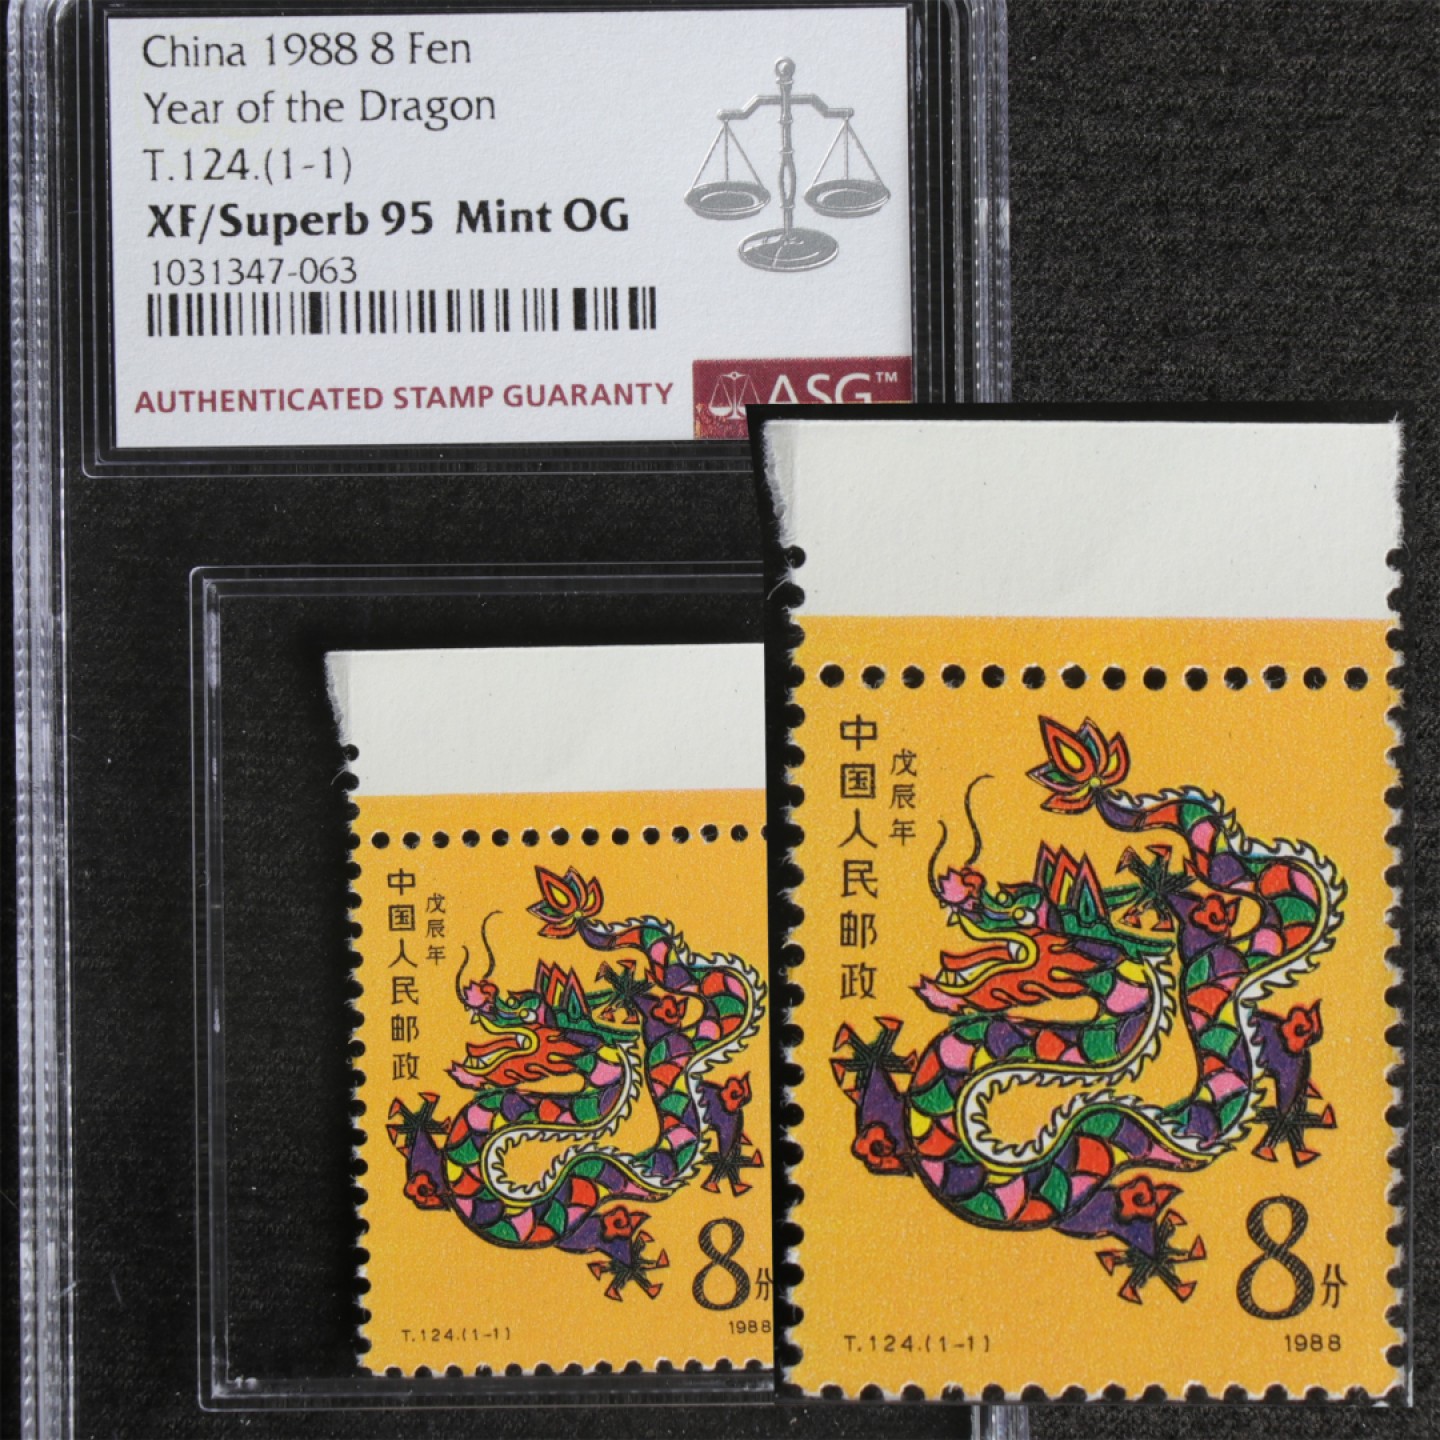 China 1988 8 Fen
Year of the Dragon
T.124.(1-1)
XF/Superb 95 Mint OG
1031347-063
AUTHENTICATED STAMP GUARANTY
ASG™
中国人民邮政
戊辰年
8分
T.124.(1-1)
1988
中国人民邮政
戊辰年
8分
T.124.(1-1)
1988